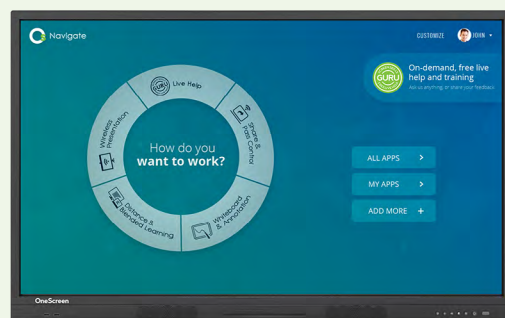 Navigate
CUSTOMIZE
JOHN
GURU
On-demand, free live
help and training
Ask us anything, or share your feedback
GURU
Live Help
Share &
Pass Control
Whiteboard
& Annotation
Distance &
Blended Learning
Wireless
Presentation
How do you
want to work?
ALL APPS
MY APPS
ADD MORE +
OneScreen